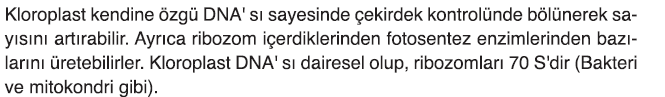 Kloroplast kendine özgü DNA' sı sayesinde çekirdek kontrolünde bölünerek sa-
yısını artırabilir. Ayrıca ribozom içerdiklerinden fotosentez enzimlerinden bazı-
larını üretebilirler. Kloroplast DNA' sı dairesel olup, ribozomları 70 S'dir (Bakteri
ve mitokondri gibi).